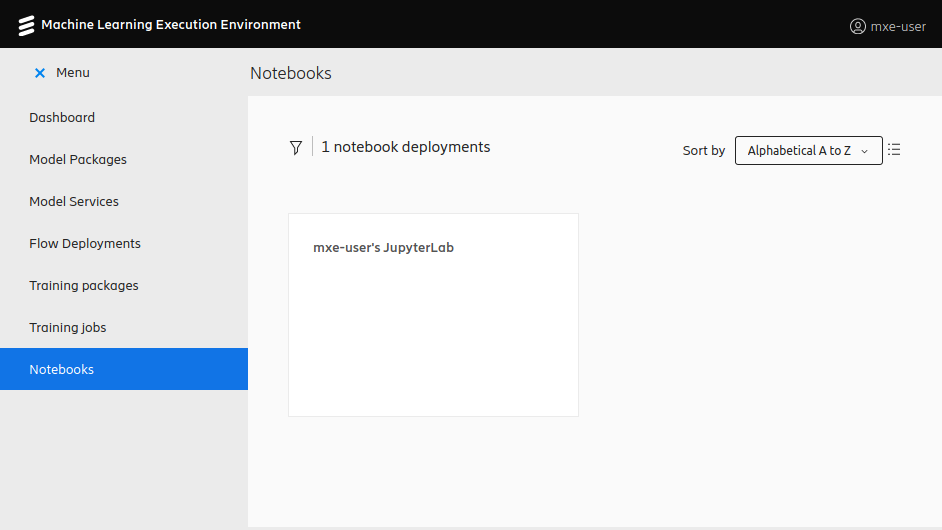 Machine Learning Execution Environment
mxe-user
Menu
Notebooks
Dashboard
Model Packages
Model Services
Flow Deployments
Training packages
Training jobs
Notebooks
1 notebook deployments
Sort by
Alphabetical A to Z
mxe-user's JupyterLab